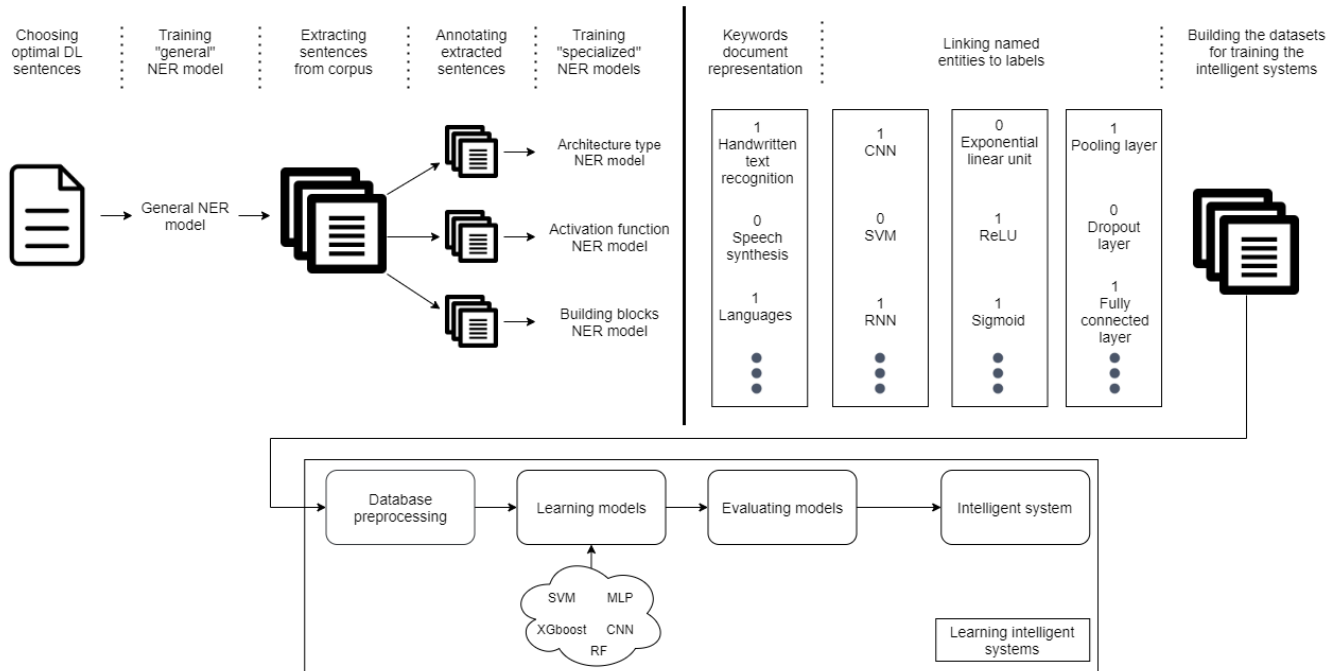 Choosing
optimal DL
sentences
Training
"general"
NER model
Extracting
sentences
from corpus
Annotating
extracted
sentences
Training
"specialized"
NER models
Keywords
document
representation
Linking named
entities to labels
Building the datasets
for training the
intelligent systems
General NER
model
Architecture type
NER model
Activation function
NER model
Building blocks
NER model
1
Handwritten
text
recognition
0
Speech
synthesis
1
Languages
1
CNN
0
SVM
1
RNN
0
Exponential
linear unit
1
ReLU
1
Sigmoid
1
Pooling layer
0
Dropout
layer
1
Fully
connected
layer
Database
preprocessing
Learning models
Evaluating models
Intelligent system
SVM MLP
XGboost CNN
RF
Learning intelligent
systems